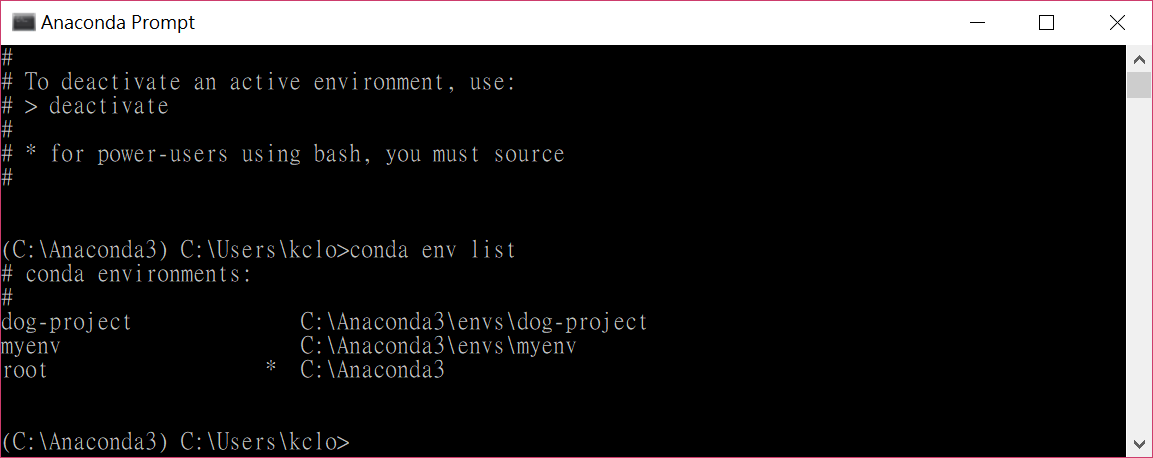 Anaconda Prompt
#
# To deactivate an active environment, use:
# > deactivate
#
# * for power-users using bash, you must source
#
(C:\Anaconda3) C:\Users\kclo>conda env list
# conda environments:
#
dog-project              C:\Anaconda3\envs\dog-project
myenv                    C:\Anaconda3\envs\myenv
root                  *  C:\Anaconda3
(C:\Anaconda3) C:\Users\kclo>